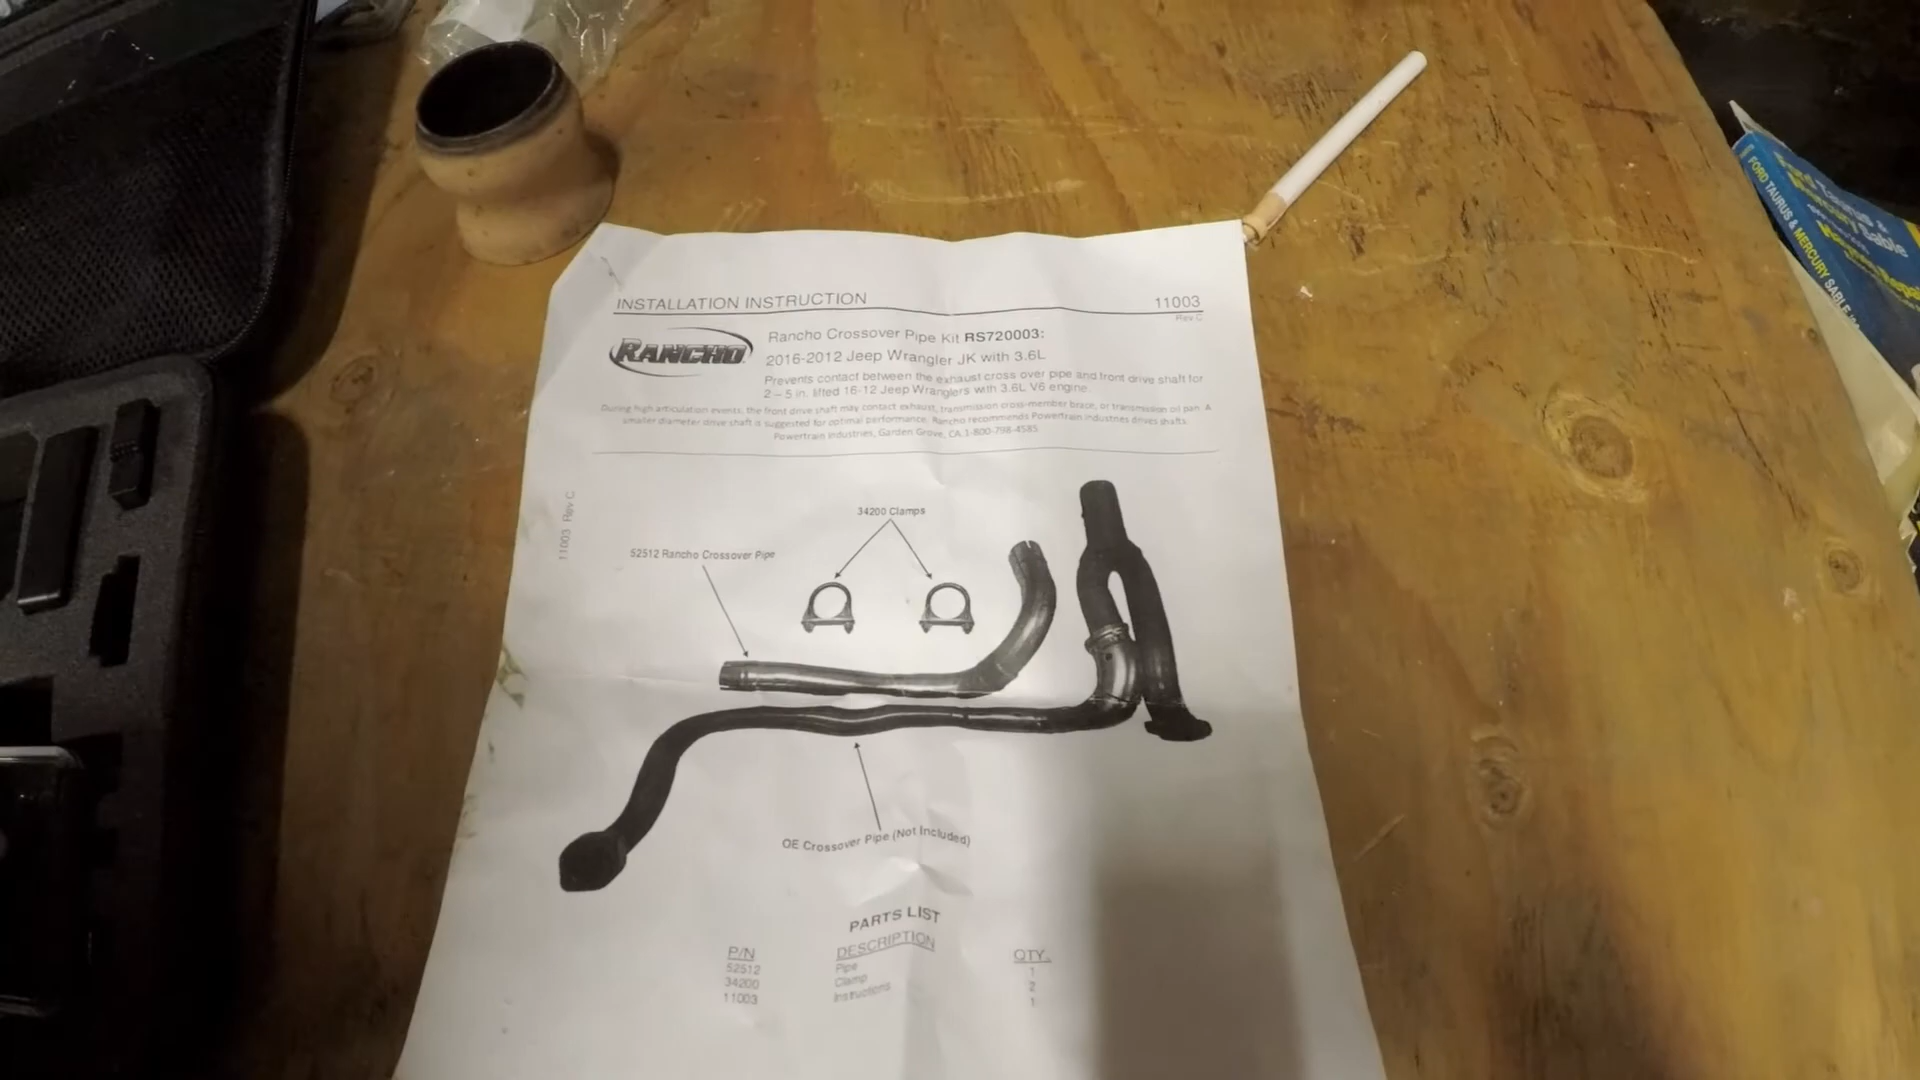 INSTALLATION INSTRUCTION
11003
Rev C
RANCHO
Rancho Crossover Pipe Kit RS720003:
2016-2012 Jeep Wrangler JK with 3.6L
Prevents contact between the exhaust cross over pipe and front drive shaft for
2 – 5 in. lifted 16-12 Jeep Wranglers with 3.6L V6 engine.
During high articulation events, the front drive shaft may contact exhaust, transmission cross-member brace, or transmission oil pan. A
smaller diameter drive shaft is suggested for optimal performance. Rancho recommends Powertrain Industries drives shafts.
Powertrain Industries, Garden Grove, CA 1-800-798-4585
11003 Rev C
34200 Clamps
52512 Rancho Crossover Pipe
OE Crossover Pipe (Not Included)
PARTS LIST
P/N DESCRIPTION QTY.
52512 Pipe 1
34200 Clamp 2
11003 Instructions 1
Ford Taurus &
Mercury Sable
FORD TAURUS & MERCURY SABLE